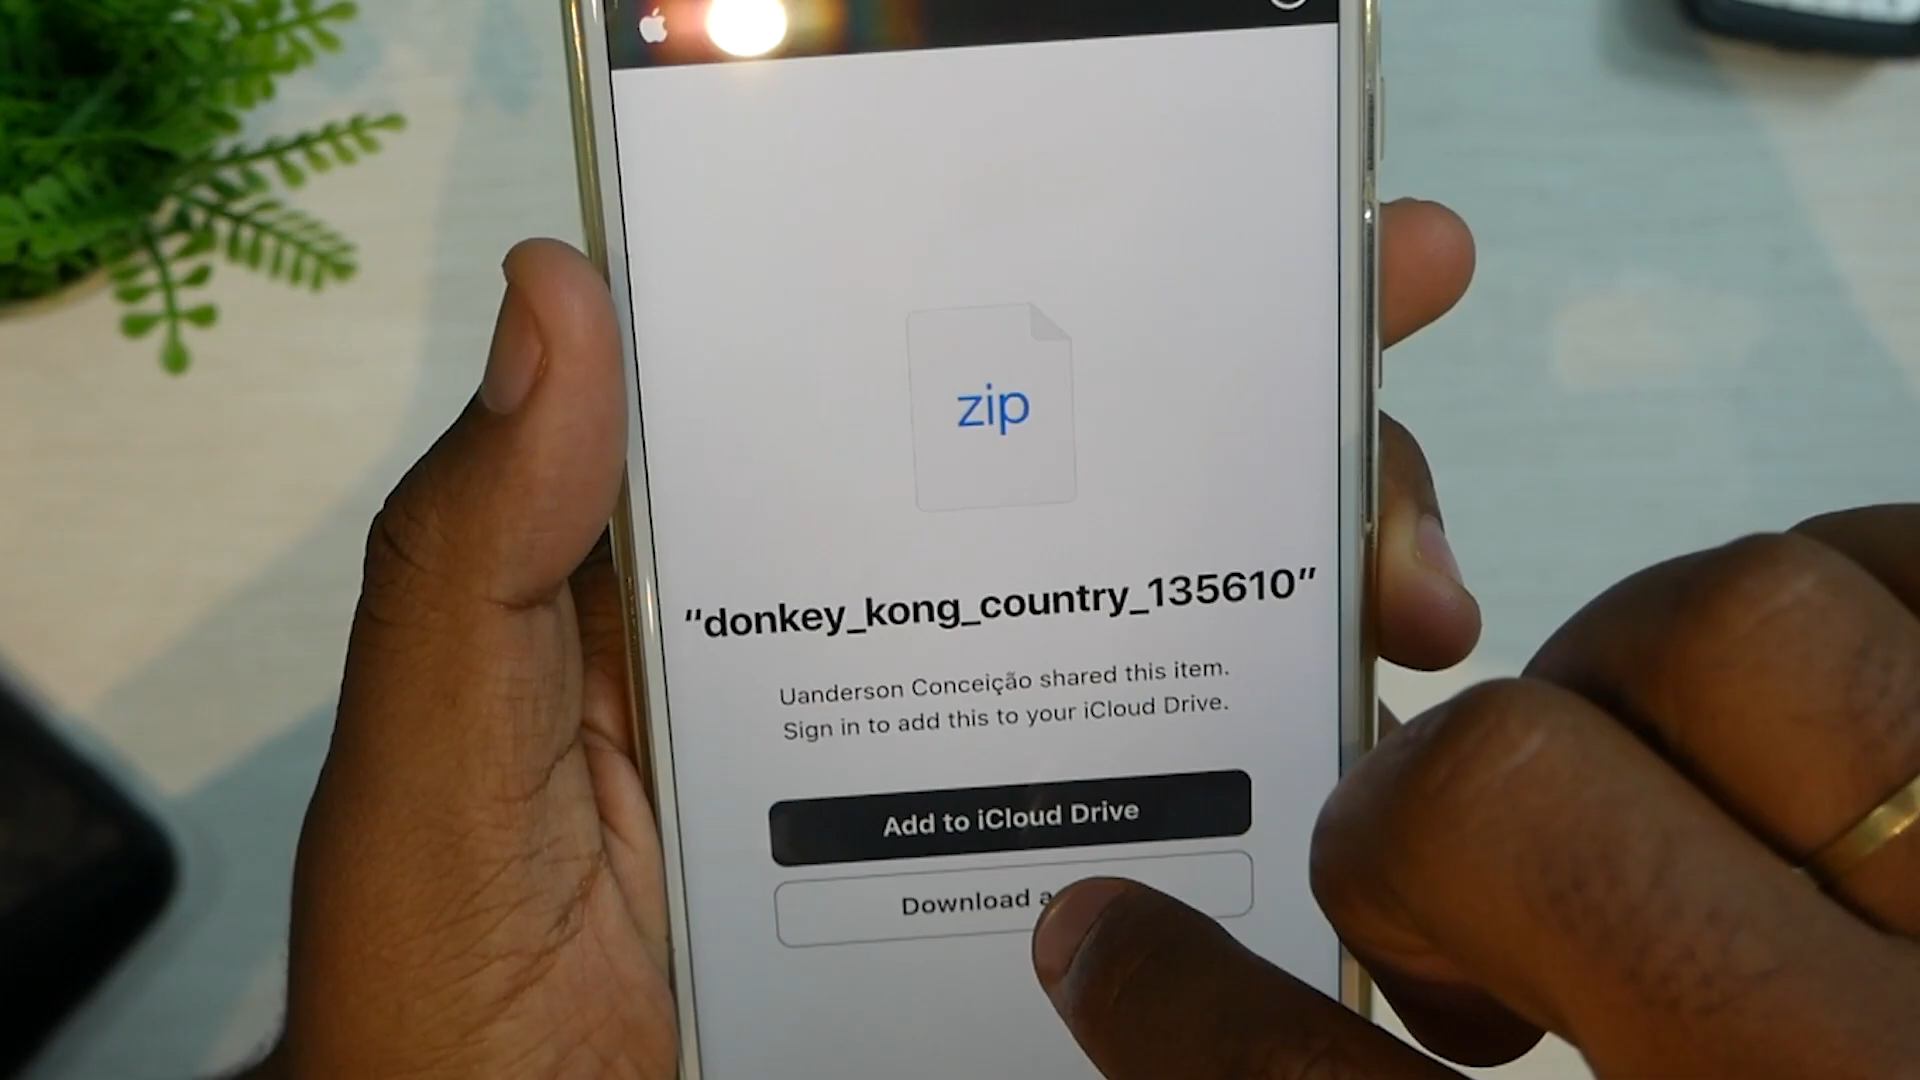 zip
“donkey_kong_country_135610”
Uanderson Conceição shared this item.
Sign in to add this to your iCloud Drive.
Add to iCloud Drive
Download a